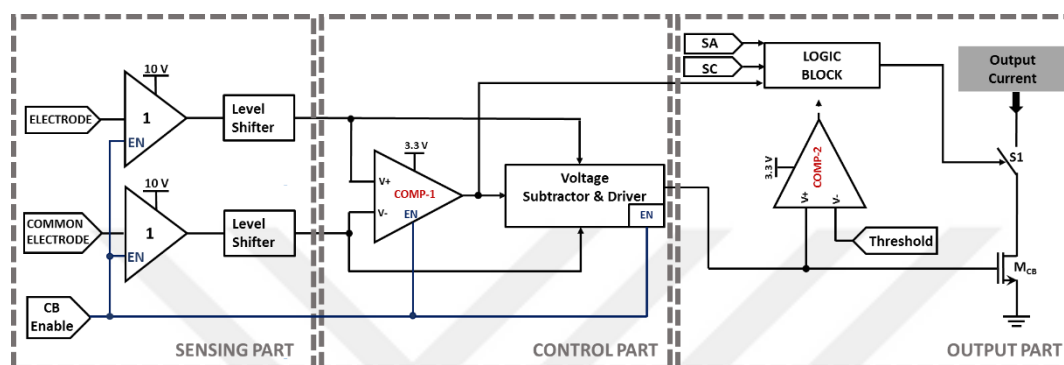 10 V
ELECTRODE
1
EN
Level
Shifter
10 V
COMMON
ELECTRODE
1
EN
Level
Shifter
CB
Enable
SENSING PART
3.3 V
V+
COMP-1
V-
EN
Voltage
Subtractor & Driver
EN
CONTROL PART
SA
SC
LOGIC
BLOCK
Output
Current
S1
3.3 V
COMP-2
V+
V-
Threshold
MCB
OUTPUT PART